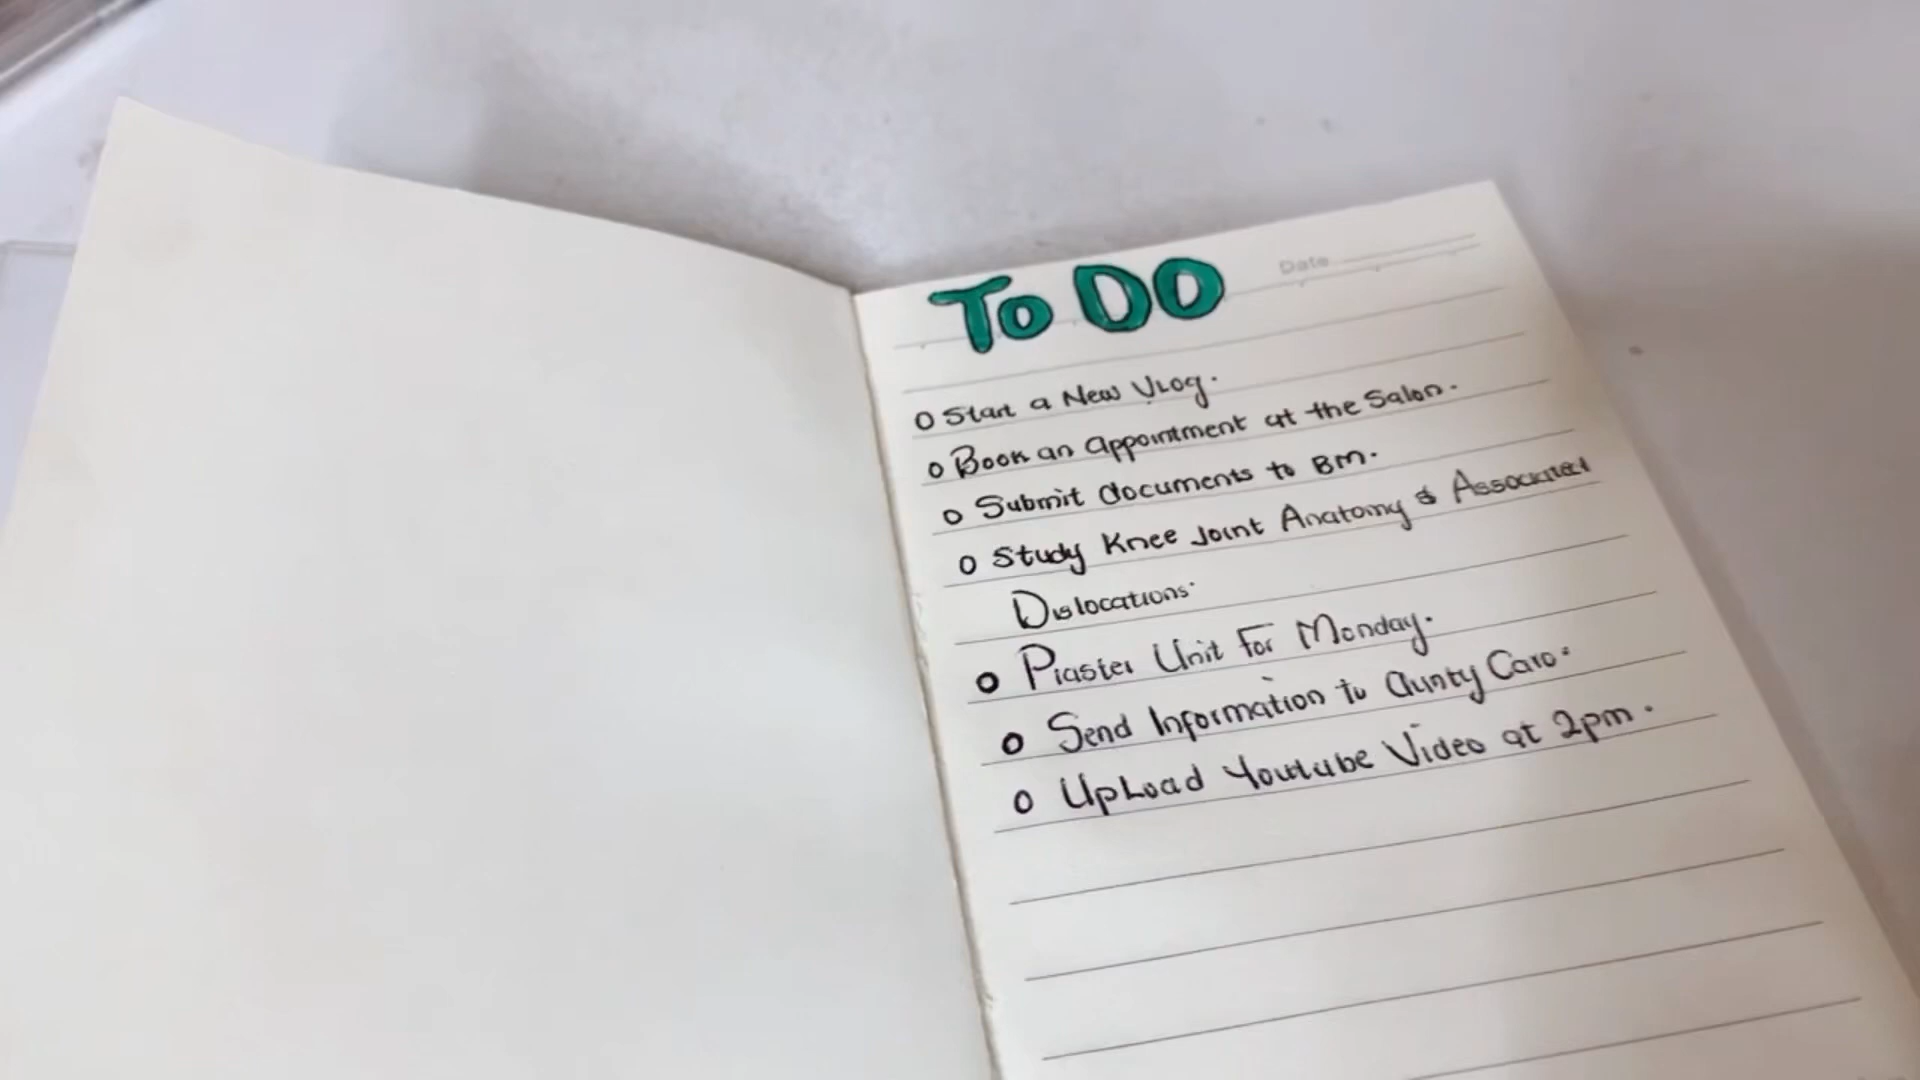 To DO
Date
o Start a New Vlog.
o Book an appointment at the Salon.
o Submit documents to BM.
o Study Knee Joint Anatomy & Associated
Dislocations.
o Plaster Unit For Monday.
o Send Information to Aunty Caro.
o Upload Youtube Video at 2pm.